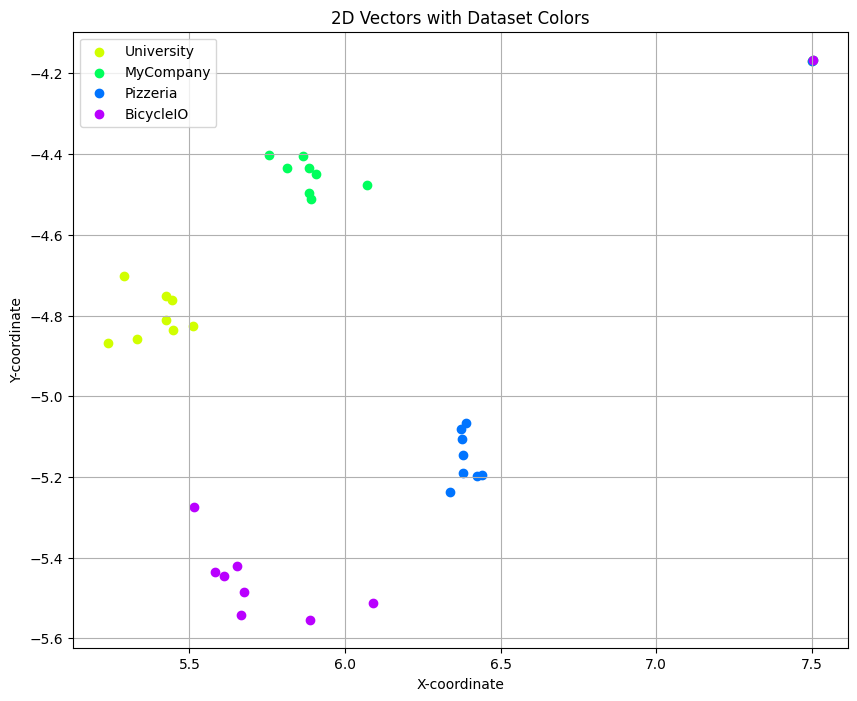 2D Vectors with Dataset Colors
University
MyCompany
Pizzeria
BicycleIO
−4.2
−4.4
−4.6
−4.8
−5.0
−5.2
−5.4
−5.6
Y-coordinate
5.5 6.0 6.5 7.0 7.5
X-coordinate